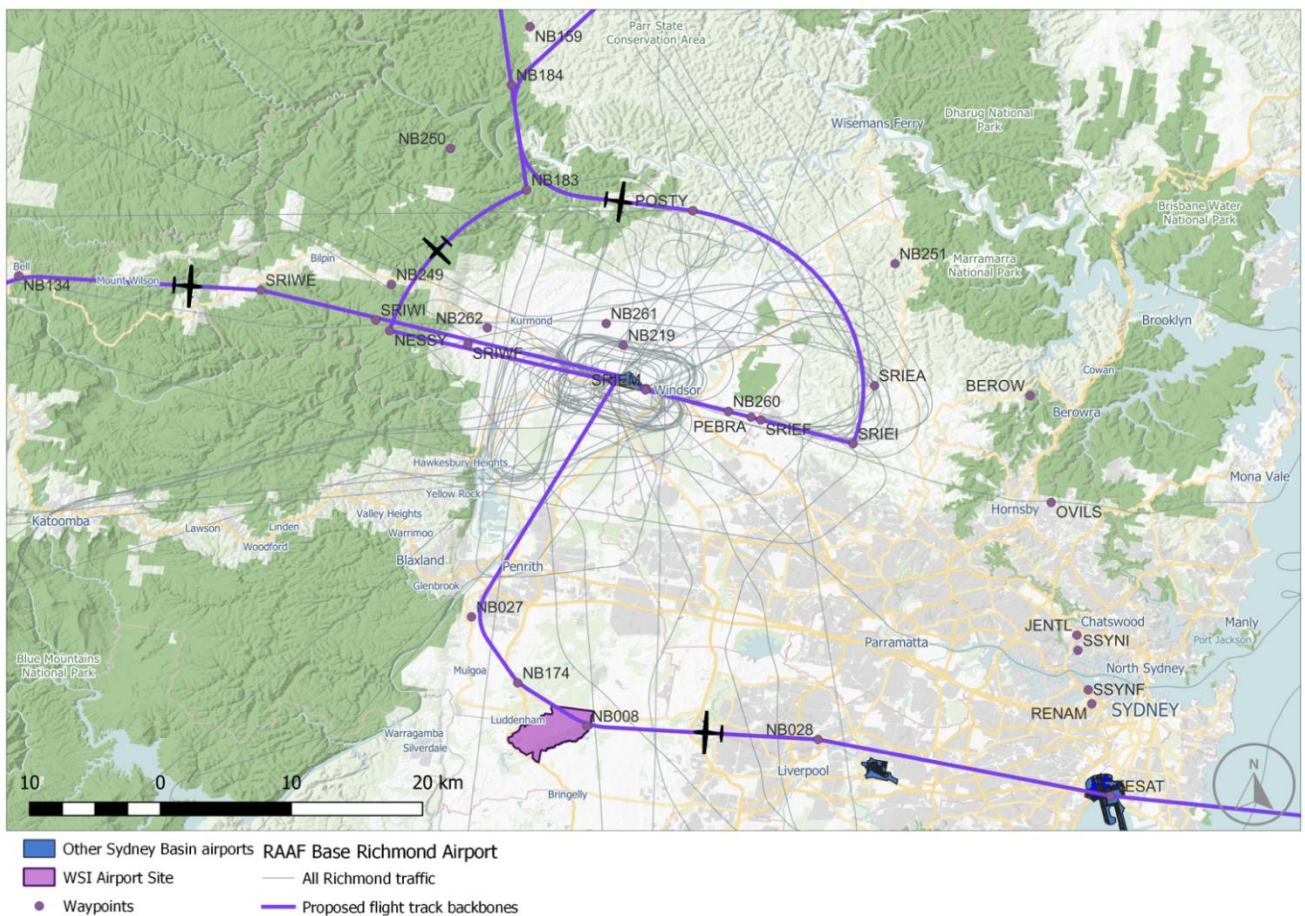 Parr State
Conservation Area
NB159
NB184
Dharug National
Park
Wisemans Ferry
NB250
NB183
POSTY
Brisbane Water
National Park
NB251
Marramarra
National Park
Bell
Bilpin
Mount Wilson
NB134
SRIWE
NB249
SRIWI
NB262
Kurmond
NB261
Brooklyn
NESSY
SRIWF
NB219
Cowan
SRIEM
Windsor
SRIEA
BEROW
Berowra
NB260
PEBRA
SRIEF
SRIEI
Hawkesbury Heights
Mona Vale
Yellow Rock
Katoomba
Lawson
Linden
Valley Heights
Hornsby
OVILS
Woodford
Warrimoo
Blaxland
Penrith
Glenbrook
NB027
JENTL
Chatswood
Manly
Parramatta
SSYNI
Port Jackson
Blue Mountains
National Park
Mulgoa
North Sydney
NB174
SSYNF
RENAM
SYDNEY
Luddenham
NB008
Warragamba
Silverdale
NB028
Liverpool
N
TESAT
10 0 10 20 km
Bringelly
Other Sydney Basin airports
WSI Airport Site
Waypoints
RAAF Base Richmond Airport
All Richmond traffic
Proposed flight track backbones